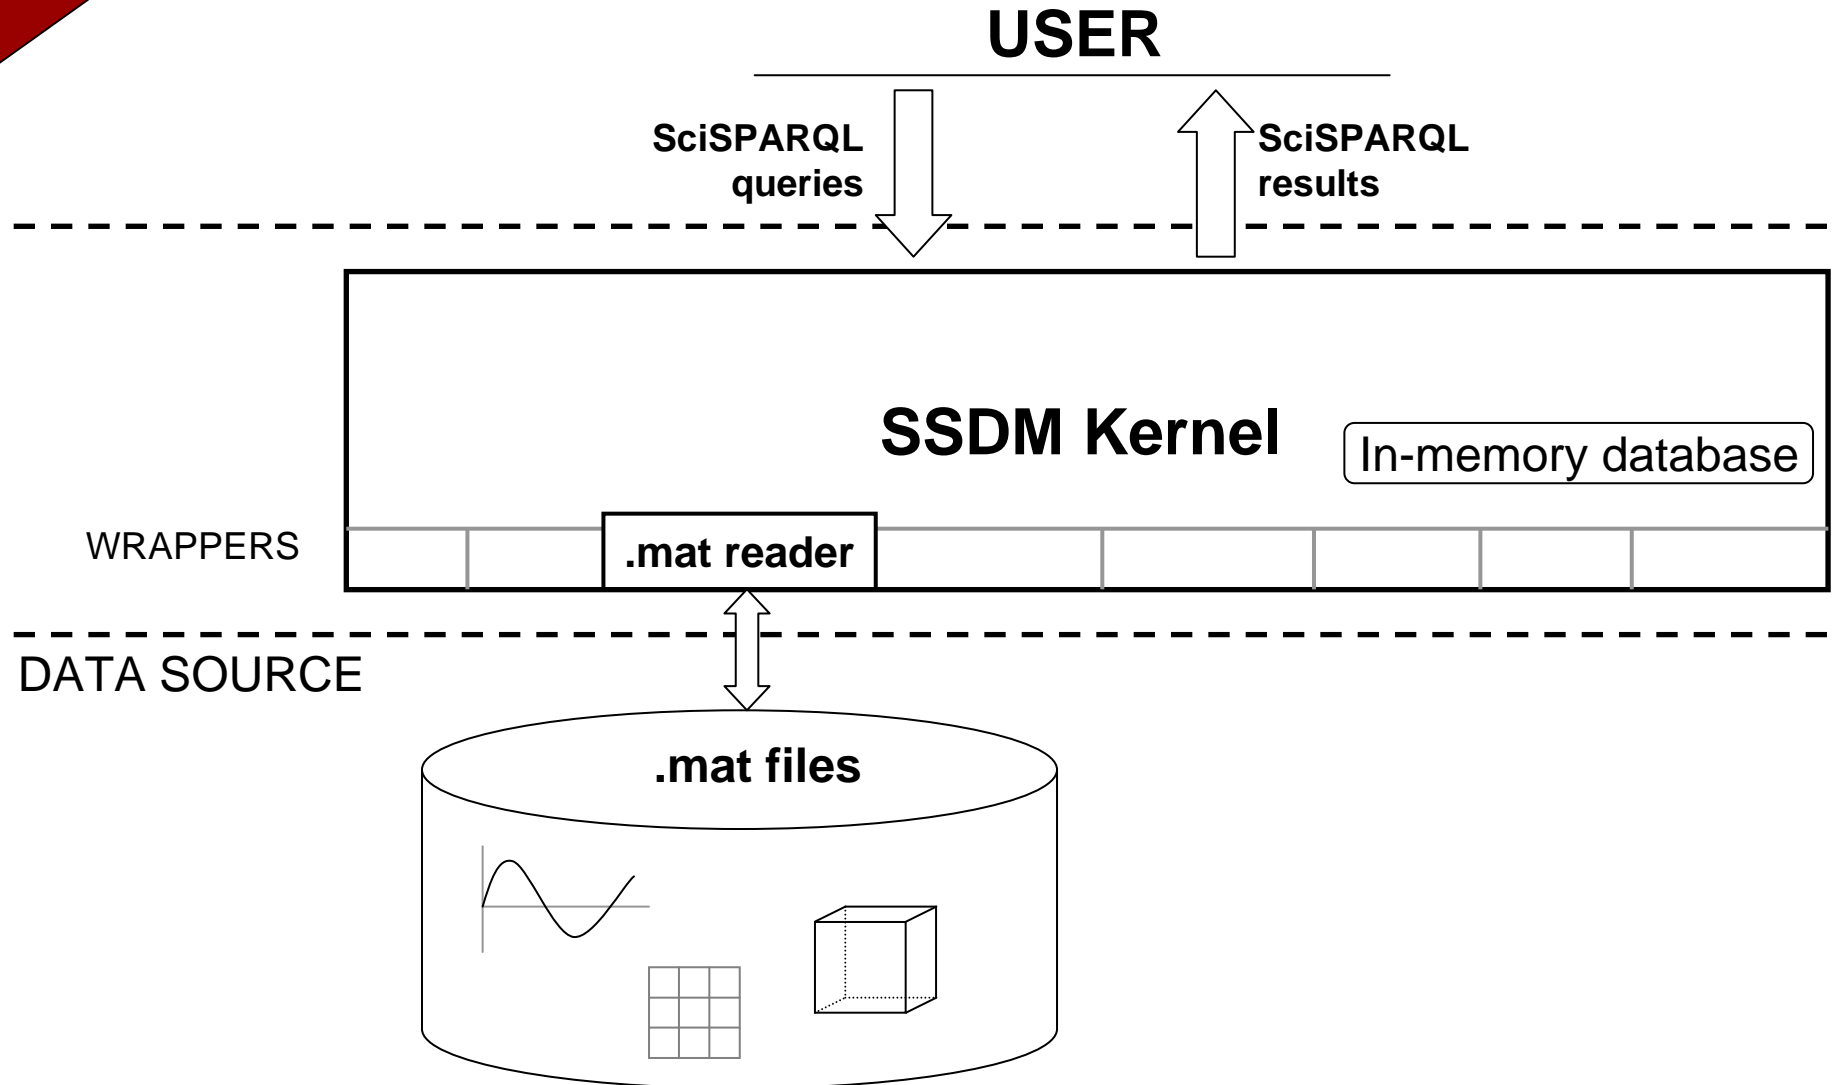 USER
SciSPARQL
queries
SciSPARQL
results
SSDM Kernel
In-memory database
WRAPPERS
.mat reader
DATA SOURCE
.mat files